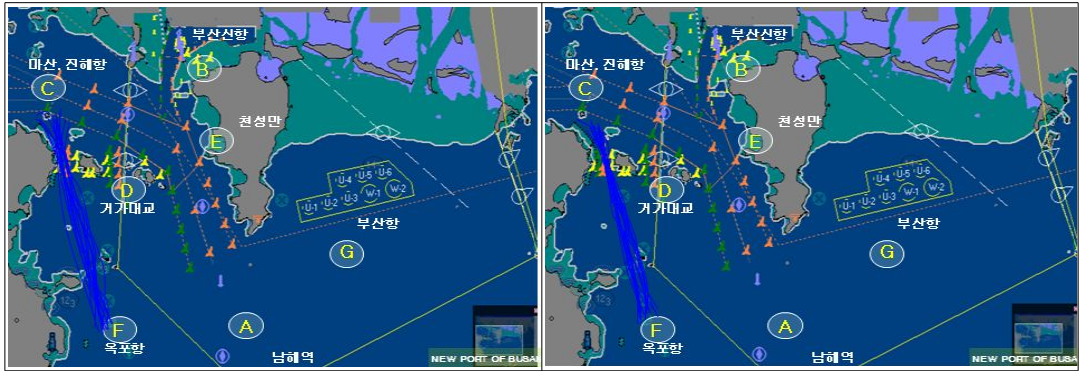 부산신항
마산, 진해항
B
C
천성만
E
D
거가대교
U-4 U-5 U-6
U-1 U-2 U-3 W-1 W-2
부산항
G
123
F
A
옥포항
남해역
NEW PORT OF BUSA
부산신항
마산, 진해항
B
C
천성만
E
D
거가대교
U-4 U-5 U-6
U-1 U-2 U-3 W-1 W-2
부산항
G
123
F
A
옥포항
남해역
NEW PORT OF BUSA